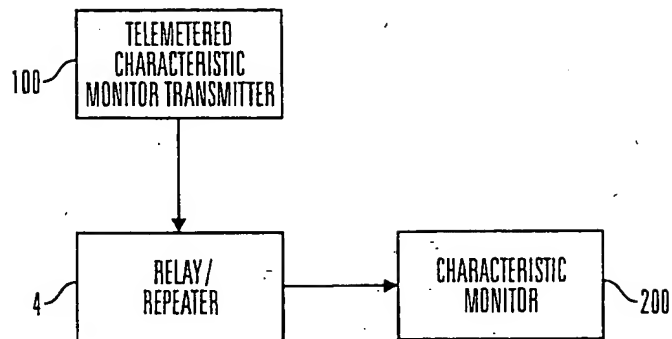 TELEMETERED
CHARACTERISTIC
MONITOR TRANSMITTER
100
RELAY/
REPEATER
4
CHARACTERISTIC
MONITOR
200